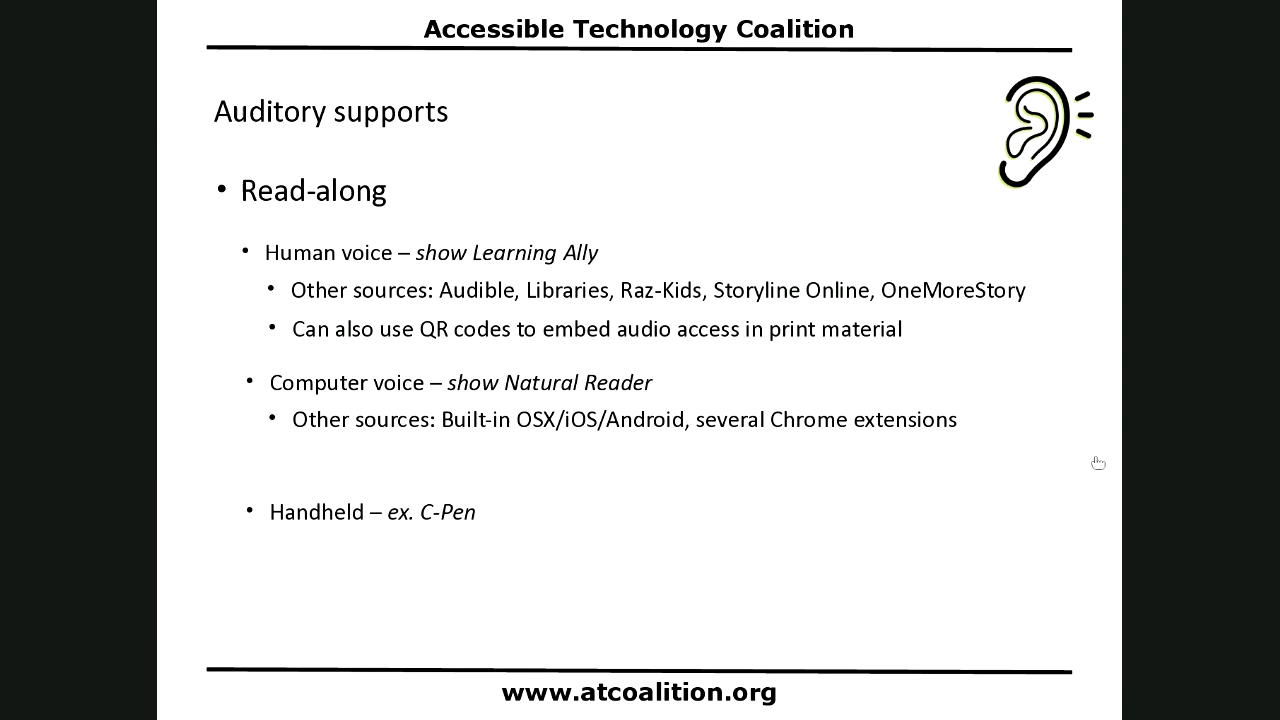 Accessible Technology Coalition
Auditory supports
• Read-along
• Human voice – show Learning Ally
• Other sources: Audible, Libraries, Raz-Kids, Storyline Online, OneMoreStory
• Can also use QR codes to embed audio access in print material
• Computer voice – show Natural Reader
• Other sources: Built-in OSX/iOS/Android, several Chrome extensions
• Handheld – ex. C-Pen
www.atcoalition.org